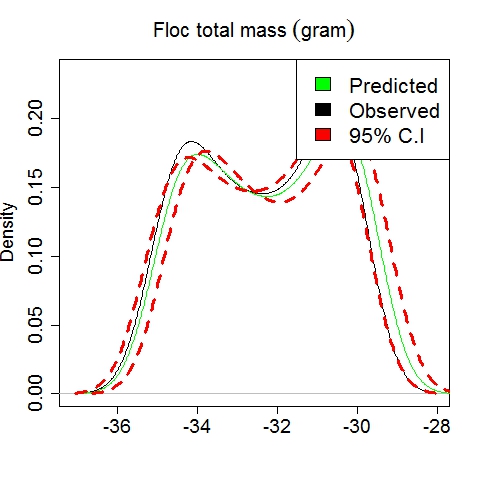 Floc total mass (gram)
Predicted
Observed
95% C.I
Density
0.20
0.15
0.10
0.05
0.00
-36 -34 -32 -30 -28